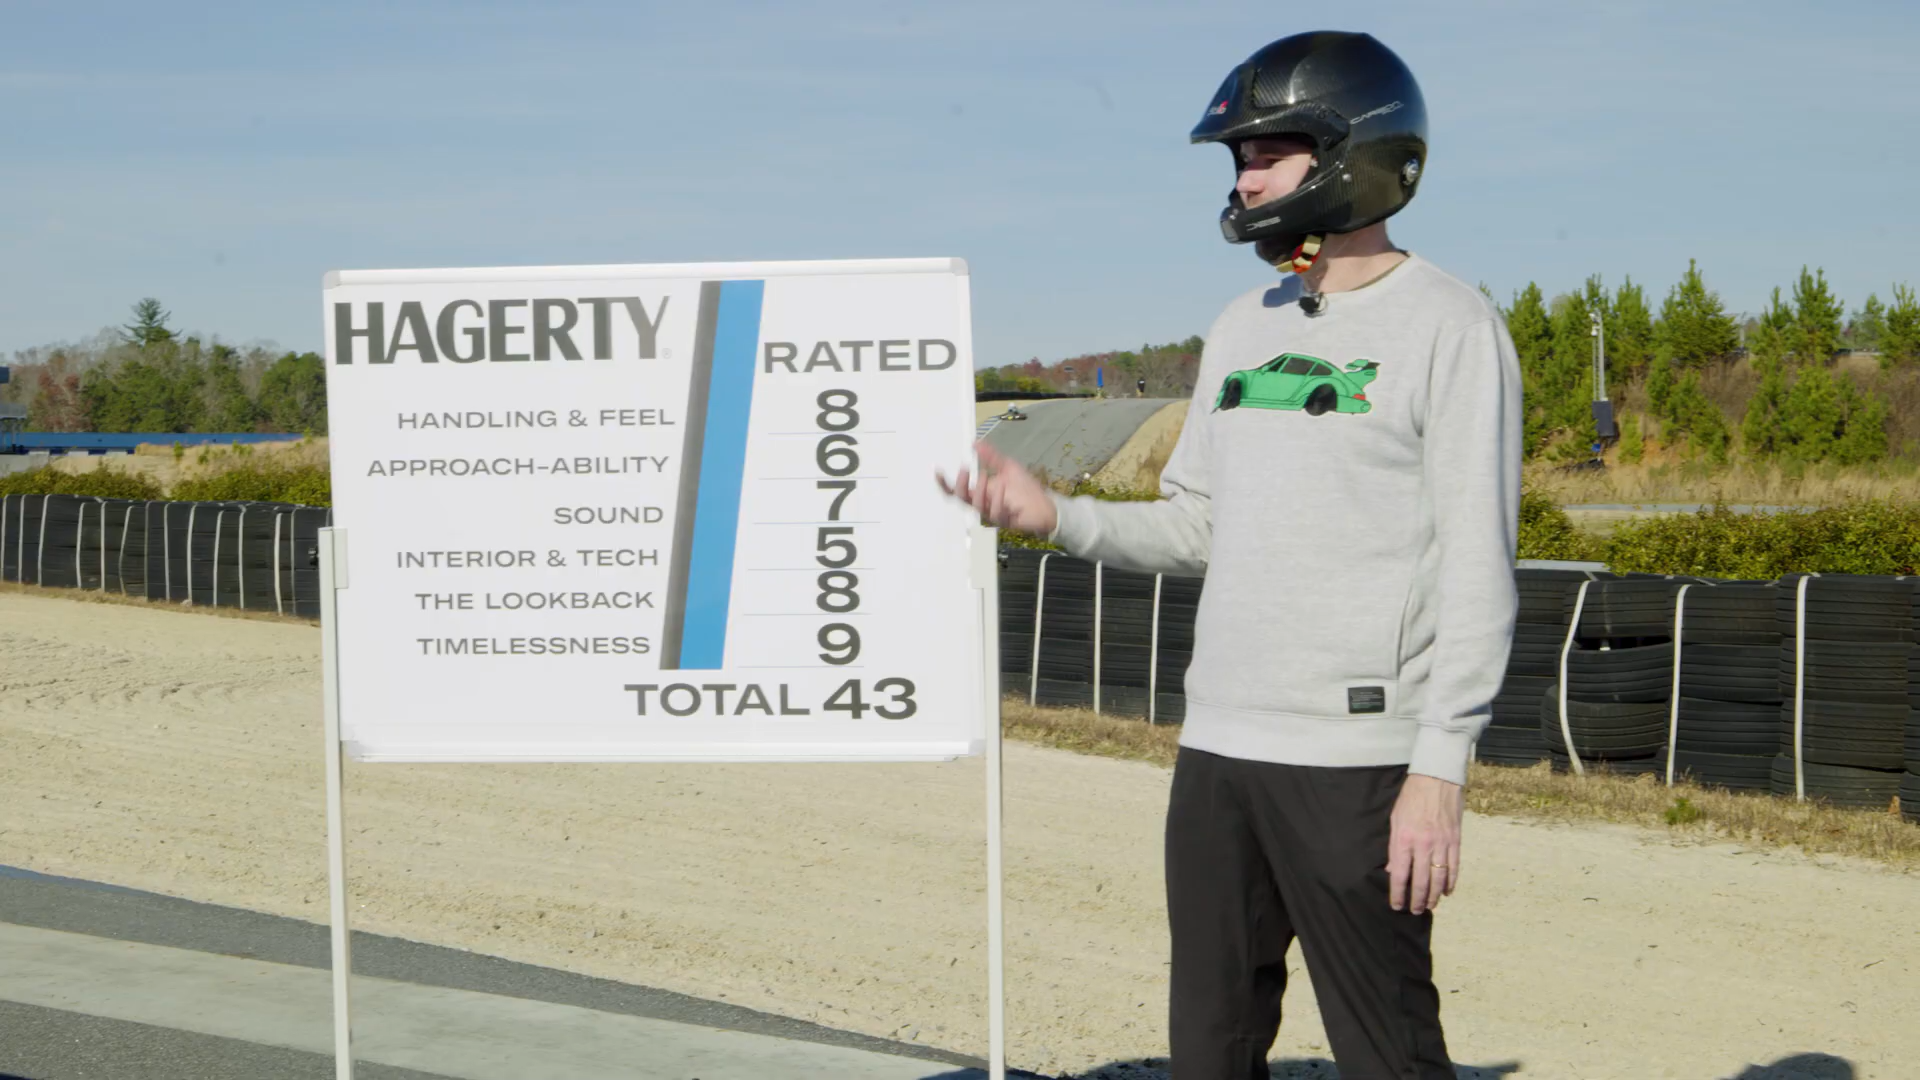 HAGERTY®
RATED
HANDLING & FEEL 8
APPROACH-ABILITY 6
SOUND 7
INTERIOR & TECH 5
THE LOOKBACK 8
TIMELESSNESS 9
TOTAL 43